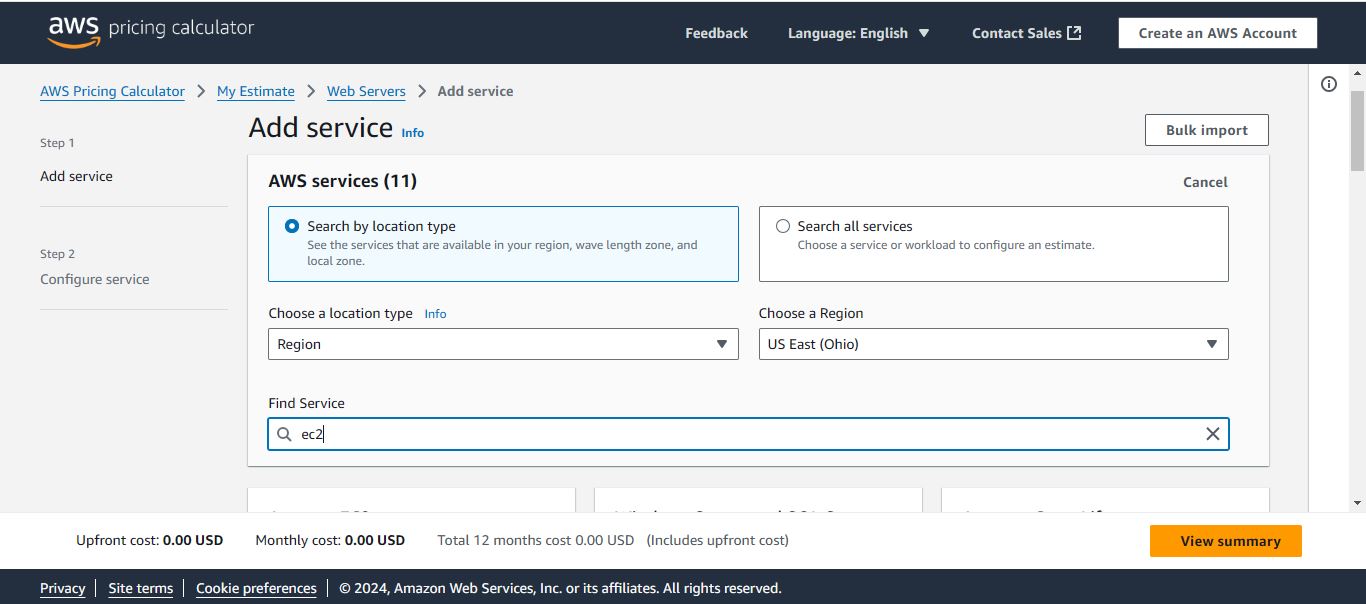 aws pricing calculator
Feedback
Language: English
Contact Sales
Create an AWS Account
AWS Pricing Calculator
My Estimate
Web Servers
Add service
Step 1
Add service
Step 2
Configure service
Add service Info
Bulk import
AWS services (11)
Cancel
Search by location type
See the services that are available in your region, wave length zone, and
local zone.
Search all services
Choose a service or workload to configure an estimate.
Choose a location type Info
Region
Choose a Region
US East (Ohio)
Find Service
ec2
Upfront cost: 0.00 USD
Monthly cost: 0.00 USD
Total 12 months cost 0.00 USD (Includes upfront cost)
View summary
Privacy
Site terms
Cookie preferences
© 2024, Amazon Web Services, Inc. or its affiliates. All rights reserved.